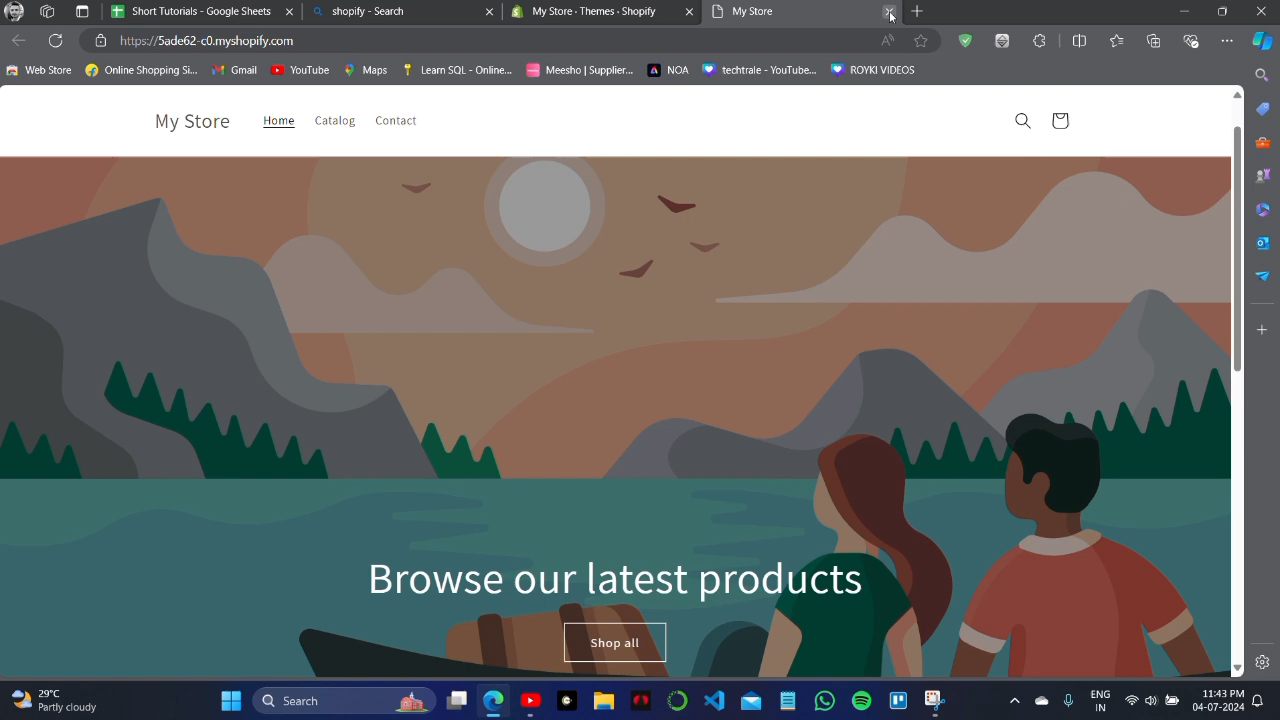 Short Tutorials - Google Sheets
shopify - Search
My Store - Themes · Shopify
My Store
https://5ade62-c0.myshopify.com
Web Store
Online Shopping Si...
Gmail
YouTube
Maps
Learn SQL - Online...
Meesho | Supplier...
NOA
techtrale - YouTube...
ROYKI VIDEOS
My Store
Home
Catalog
Contact
Browse our latest products
Shop all
29°C
Partly cloudy
Search
ENG
IN
11:43 PM
04-07-2024